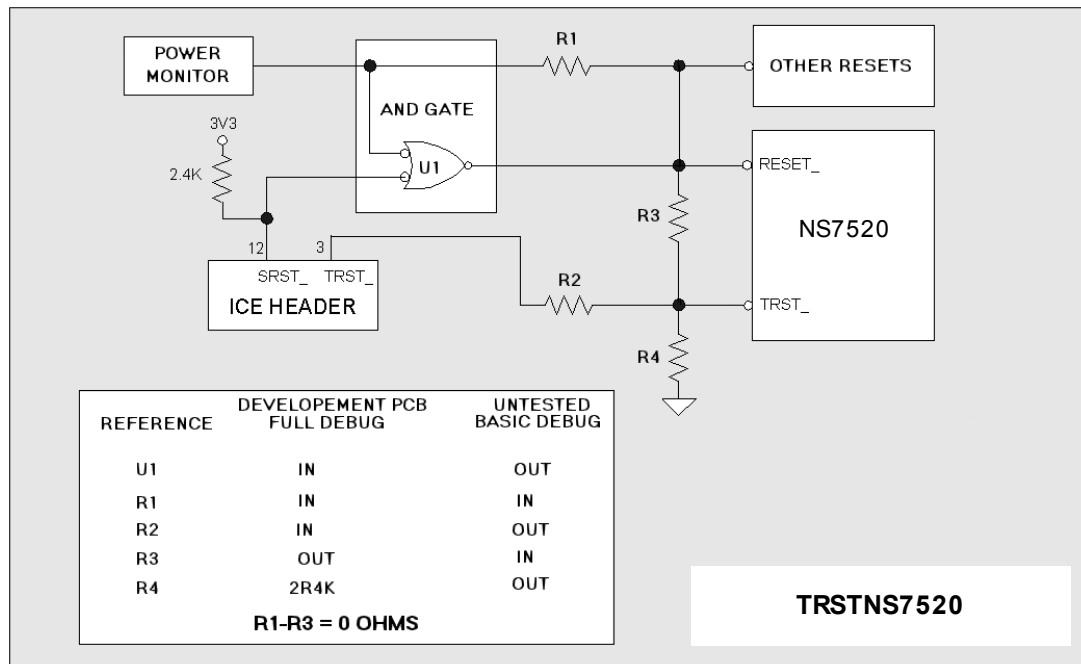 R1
POWER
MONITOR
OTHER RESETS
AND GATE
3V3
2.4K
U1
RESET_
R3
NS7520
12
3
SRST_
TRST_
R2
ICE HEADER
TRST_
R4
REFERENCE
DEVELOPEMENT PCB
FULL DEBUG
UNTESTED
BASIC DEBUG
U1 IN OUT
R1 IN IN
R2 IN OUT
R3 OUT IN
R4 2R4K OUT
R1-R3 = 0 OHMS
TRSTNS7520